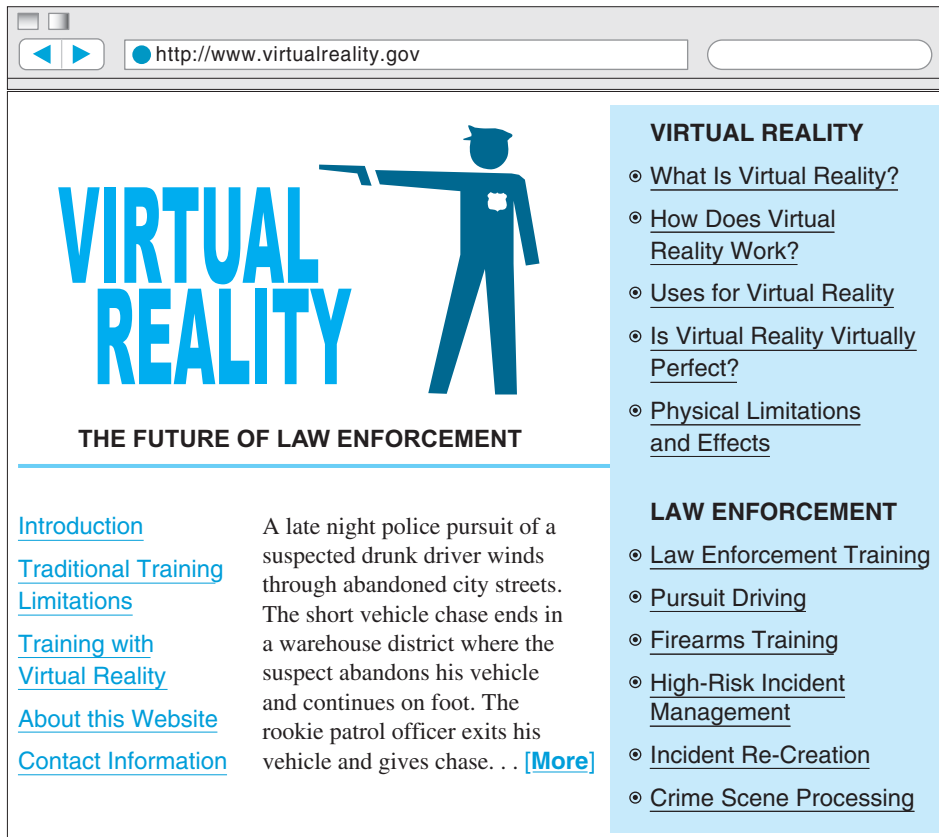 http://www.virtualreality.gov
VIRTUAL
REALITY
THE FUTURE OF LAW ENFORCEMENT
Introduction
Traditional Training
Limitations
Training with
Virtual Reality
About this Website
Contact Information
A late night police pursuit of a
suspected drunk driver winds
through abandoned city streets.
The short vehicle chase ends in
a warehouse district where the
suspect abandons his vehicle
and continues on foot. The
rookie patrol officer exits his
vehicle and gives chase. . . [More]
VIRTUAL REALITY
What Is Virtual Reality?
How Does Virtual
Reality Work?
Uses for Virtual Reality
Is Virtual Reality Virtually
Perfect?
Physical Limitations
and Effects
LAW ENFORCEMENT
Law Enforcement Training
Pursuit Driving
Firearms Training
High-Risk Incident
Management
Incident Re-Creation
Crime Scene Processing